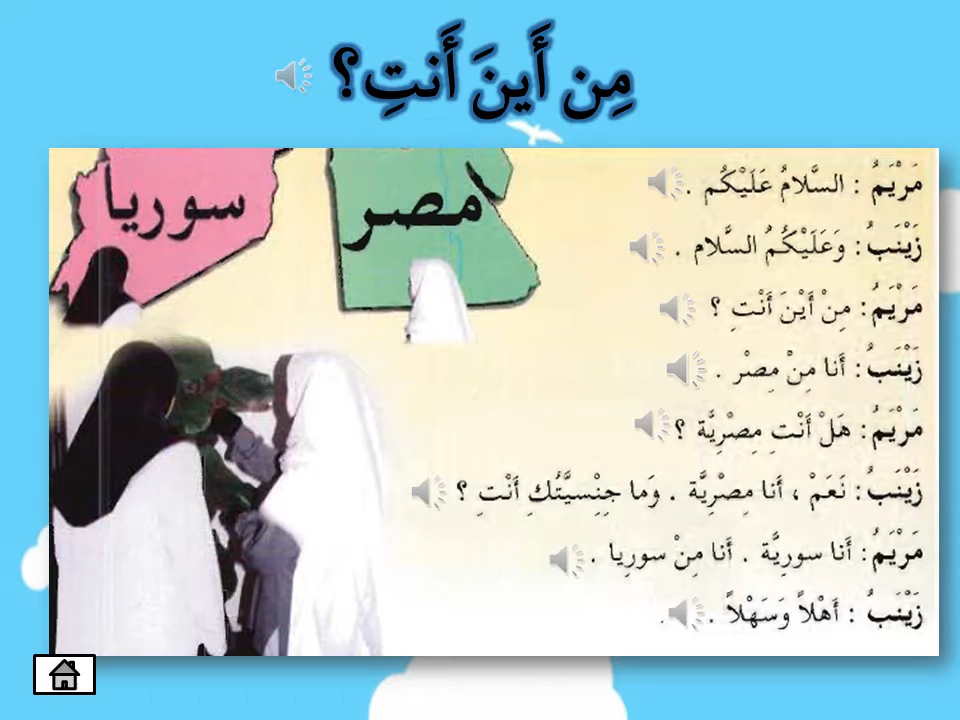 مِن أَينَ أَنتِ؟
سوريا
مصر
مَرْيَمُ : السَّلامُ عَلَيْكُم .
زَيْنَبُ : وَعَلَيْكُمُ السَّلام .
مَرْيَمُ : مِنْ أَيْنَ أَنْتِ ؟
زَيْنَبُ : أَنا مِنْ مِصْر .
مَرْيَمُ : هَلْ أَنْتِ مِصْرِيَّة ؟
زَيْنَبُ : نَعَمْ ، أَنا مِصْرِيَّة . وَما جِنْسِيَّتُكِ أَنْتِ ؟
مَرْيَمُ : أَنا سورِيَّة . أَنا مِنْ سورِيا .
زَيْنَبُ : أَهْلاً وَسَهْلاً .